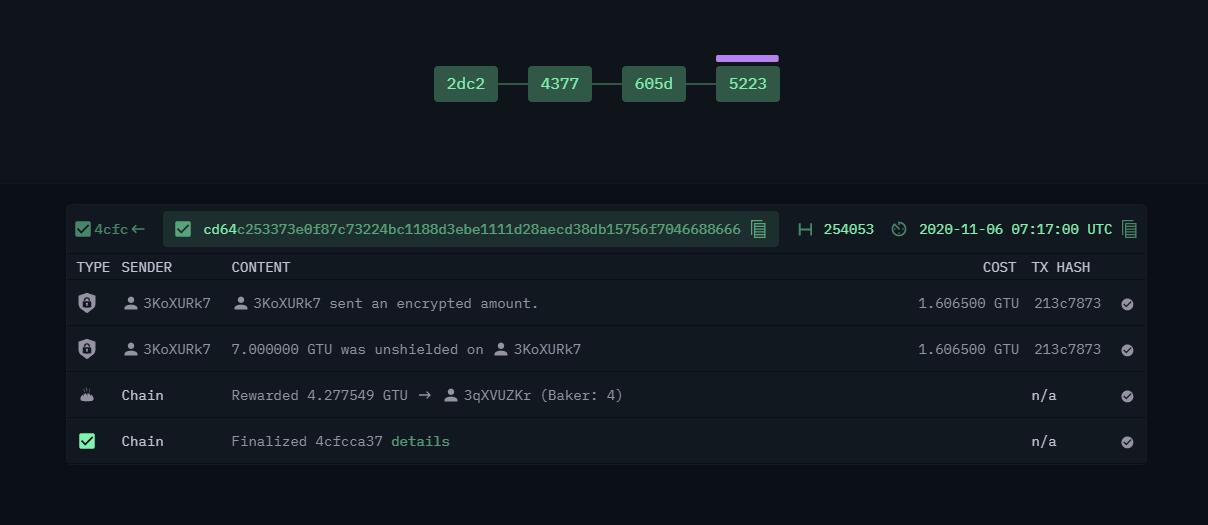 2dc2 4377 605d 5223
4cfc← cd64c253373e0f87c73224bc1188d3ebe1111d28aecd38db15756f7046688666 254053 2020-11-06 07:17:00 UTC
TYPE SENDER CONTENT COST TX HASH
3KoXURk7 3KoXURk7 sent an encrypted amount. 1.606500 GTU 213c7873
3KoXURk7 7.000000 GTU was unshielded on 3KoXURk7 1.606500 GTU 213c7873
Chain Rewarded 4.277549 GTU → 3qXVUZKr (Baker: 4) n/a
Chain Finalized 4cfcca37 details n/a